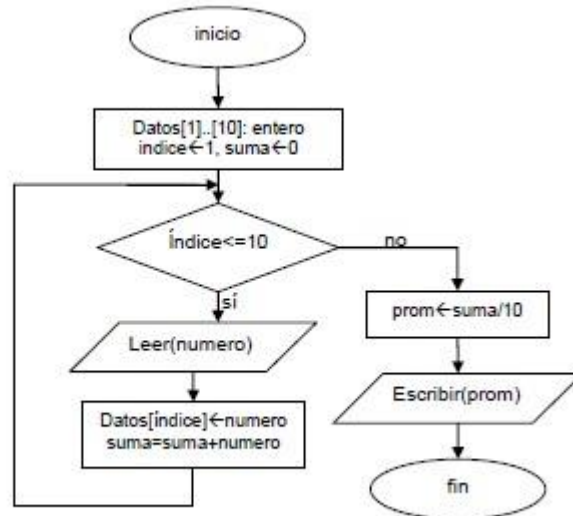 inicio
Datos[1]..[10]: entero
indice←1, suma←0
Índice<=10
no
sí
prom←suma/10
Leer(numero)
Escribir(prom)
Datos[índice]←numero
suma=suma+numero
fin